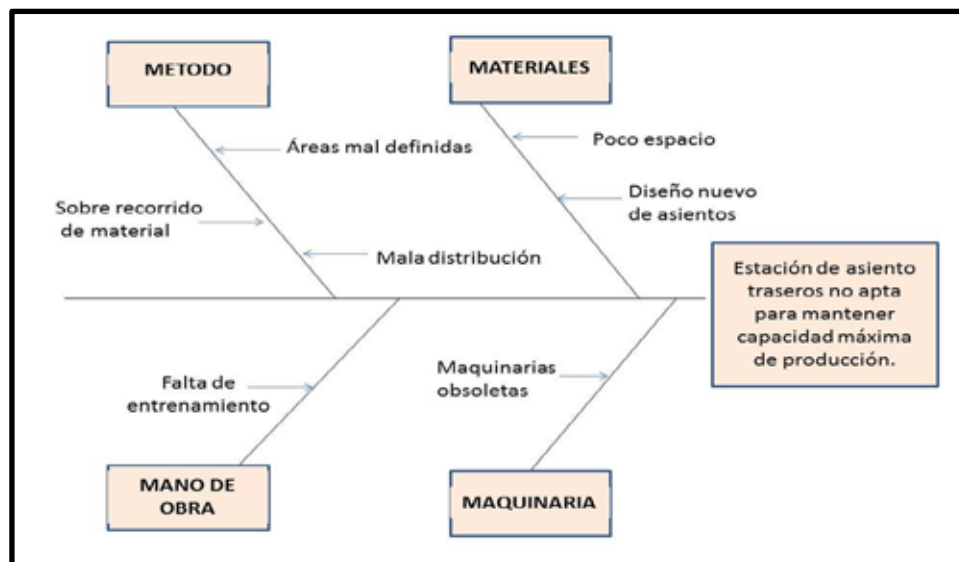 METODO
MATERIALES
Áreas mal definidas
Poco espacio
Sobre recorrido
de material
Diseño nuevo
de asientos
Mala distribución
Estación de asiento
traseros no apta
para mantener
capacidad máxima
de producción.
Falta de
entrenamiento
Maquinarias
obsoletas
MANO DE
OBRA
MAQUINARIA